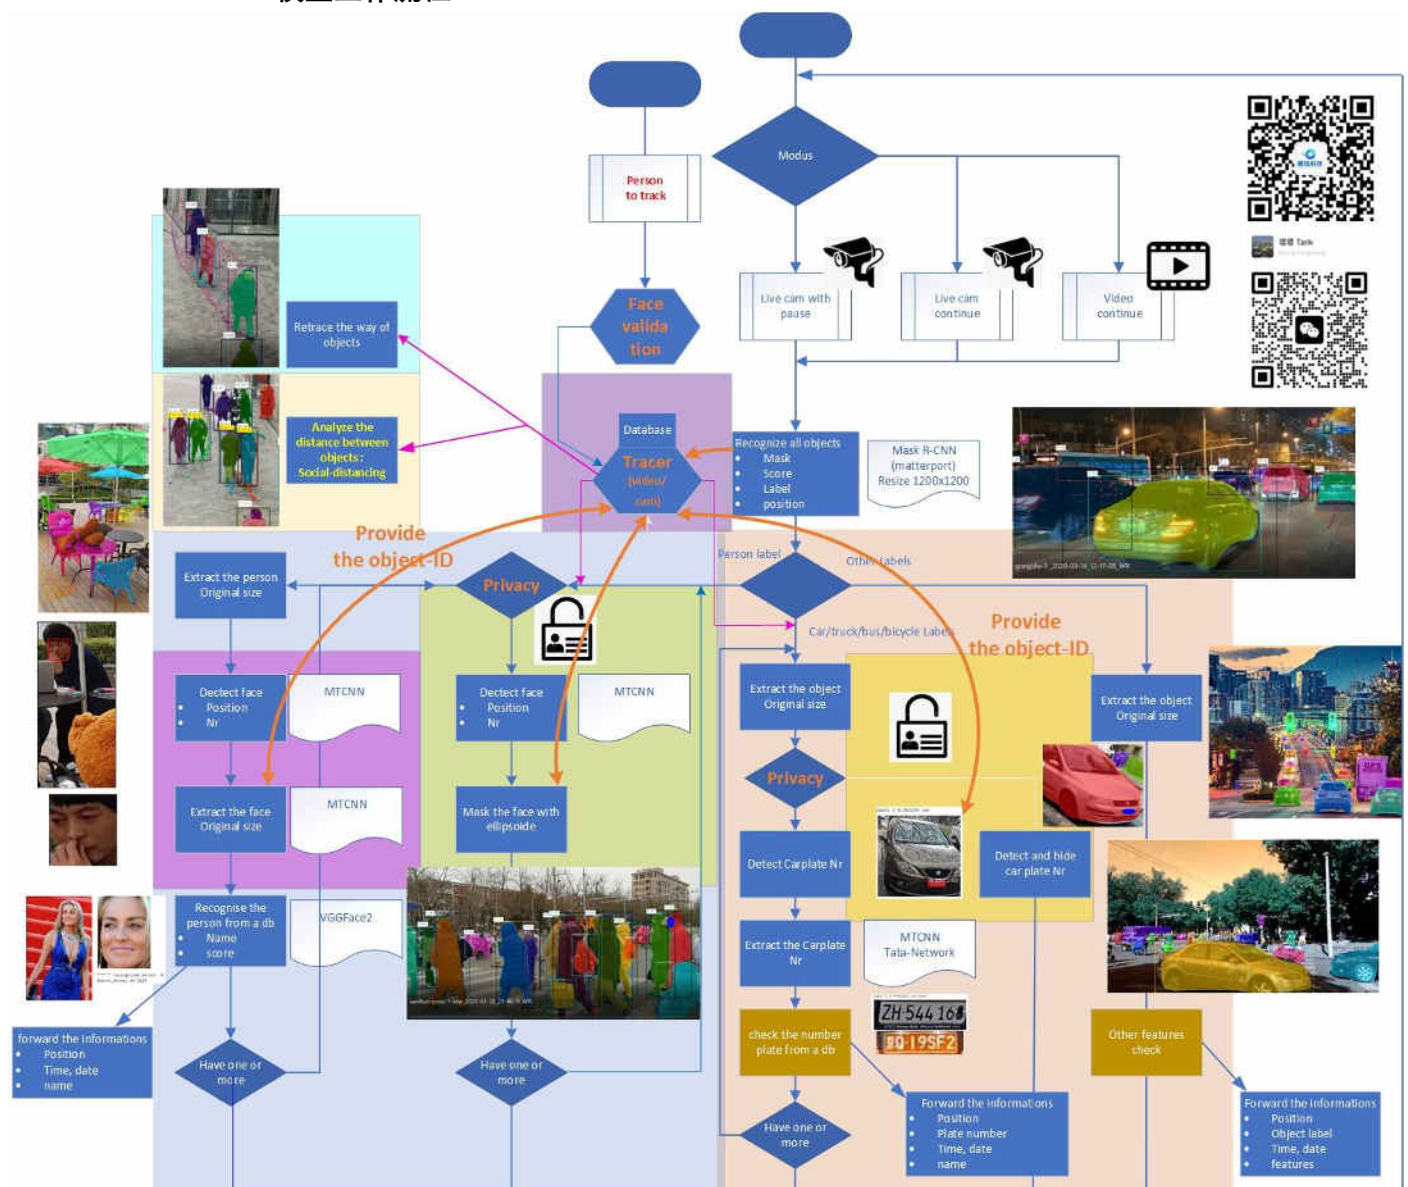 Modus
Person
to track
Live cam with
pause
Live cam
continue
Video
continue
Face
valida
tion
Retrace the way of
objects
Analyze the
distance between
objects :
Social-distancing
Database
Tracer
(video/
cam)
Recognize all objects
• Mask
• Score
• Label
• position
Mask R-CNN
(matterport)
Resize 1200x1200
Provide
the object-ID
Person label
Other Labels
Extract the person
Original size
Privacy
Car/truck/bus/bicycle Labels
Provide
the object-ID
Dectect face
• Position
• Nr
MTCNN
Dectect face
• Position
• Nr
MTCNN
Extract the object
Original size
Extract the object
Original size
Privacy
Extract the face
Original size
MTCNN
Mask the face with
ellipsoide
Detect Carplate Nr
Detect and hide
car plate Nr
Recognise the
person from a db
• Name
• score
VGGFace2
Extract the Carplate
Nr
MTCNN
Tata-Network
ZH·544 168
Q·19SF2
forward the informations
• Position
• Time, date
• name
Have one or
more
Have one or
more
check the number
plate from a db
Other features
check
Have one or
more
Forward the informations
• Position
• Plate number
• Time, date
• name
Forward the informations
• Position
• Object label
• Time, date
• features